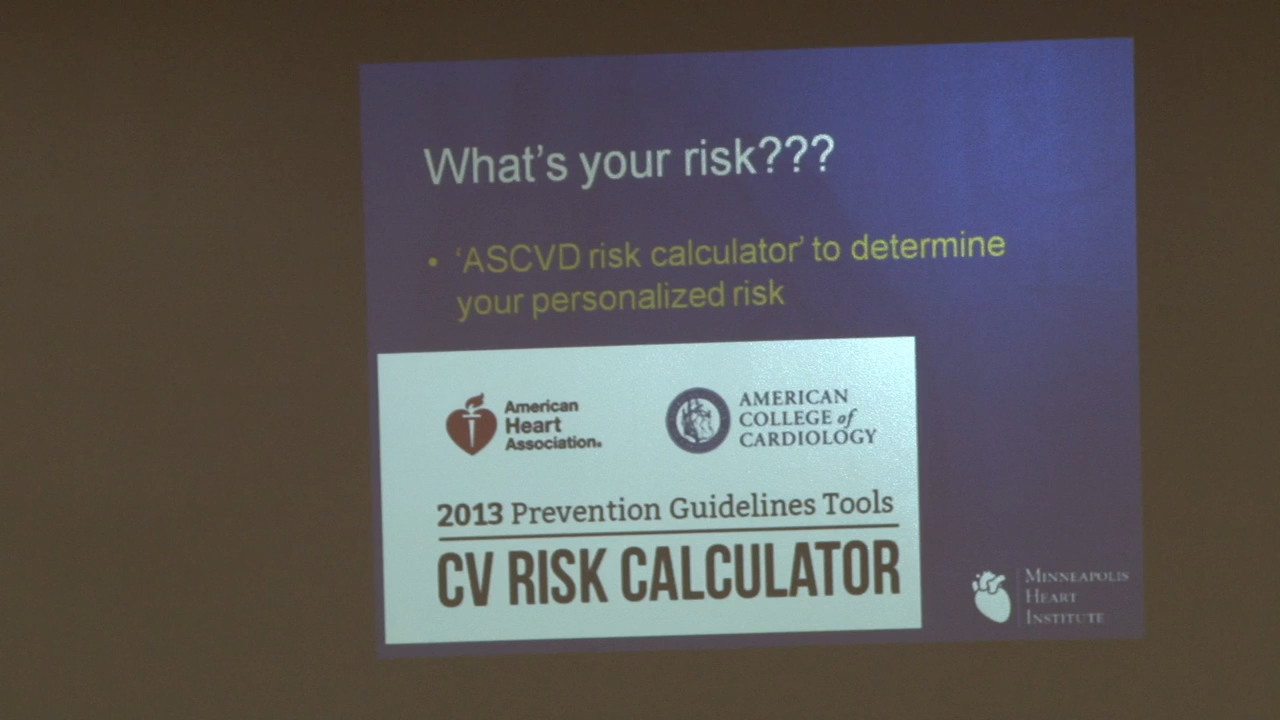 What's your risk???
• ‘ASCVD risk calculator’ to determine
your personalized risk
American
Heart
Association®
AMERICAN
COLLEGE of
CARDIOLOGY
2013 Prevention Guidelines Tools
CV RISK CALCULATOR
MINNEAPOLIS
HEART
INSTITUTE